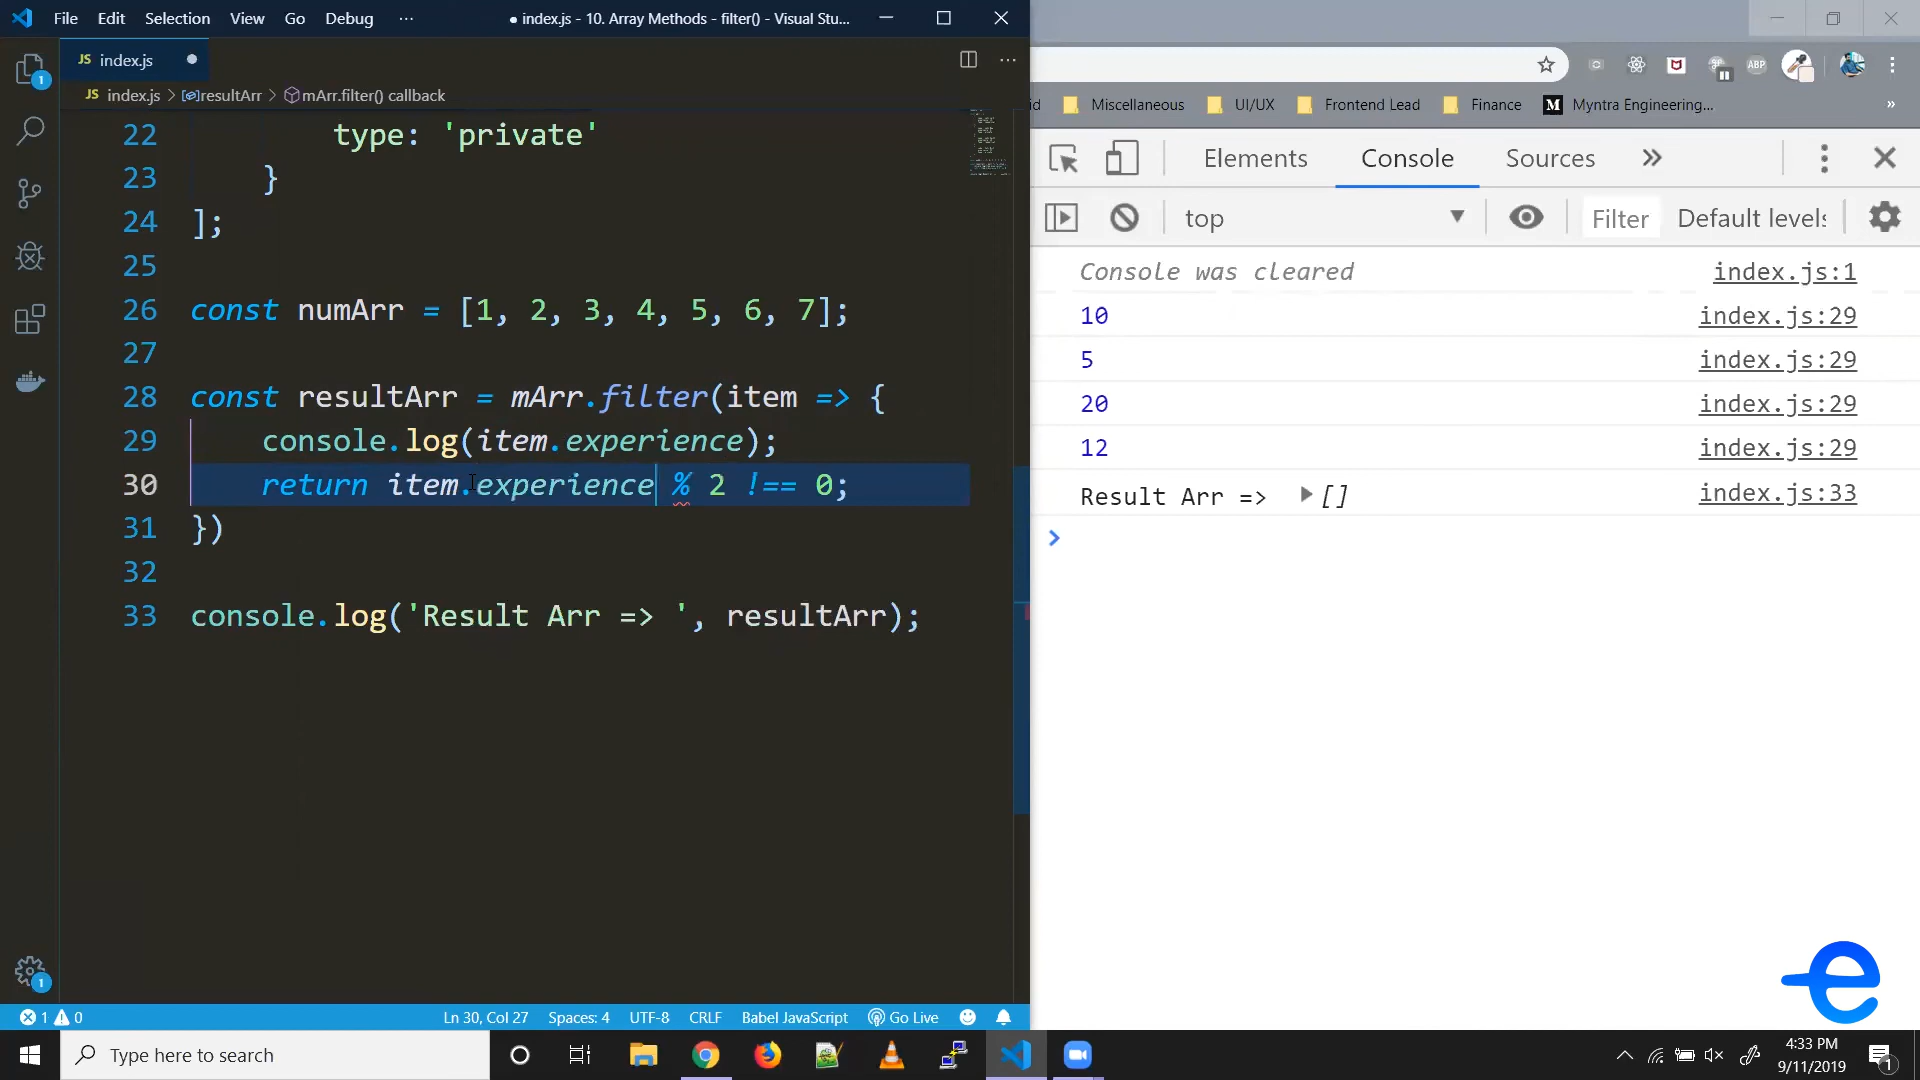 File Edit Selection View Go Debug ··· ● index.js - 10. Array Methods - filter() - Visual Stu...
JS index.js ●
JS index.js > resultArr > mArr.filter() callback
22 type: 'private'
23 }
24 ];
25
26 const numArr = [1, 2, 3, 4, 5, 6, 7];
27
28 const resultArr = mArr.filter(item => {
29 console.log(item.experience);
30 return item.experience % 2 !== 0;
31 })
32
33 console.log('Result Arr => ', resultArr);
1
1
1 0 Ln 30, Col 27 Spaces: 4 UTF-8 CRLF Babel JavaScript Go Live
ABP
id Miscellaneous UI/UX Frontend Lead Finance M Myntra Engineering... »
Elements Console Sources »
top Filter Default levels
Console was cleared index.js:1
10 index.js:29
5 index.js:29
20 index.js:29
12 index.js:29
Result Arr => ▶ [] index.js:33
>
e
Type here to search
4:33 PM
9/11/2019
1